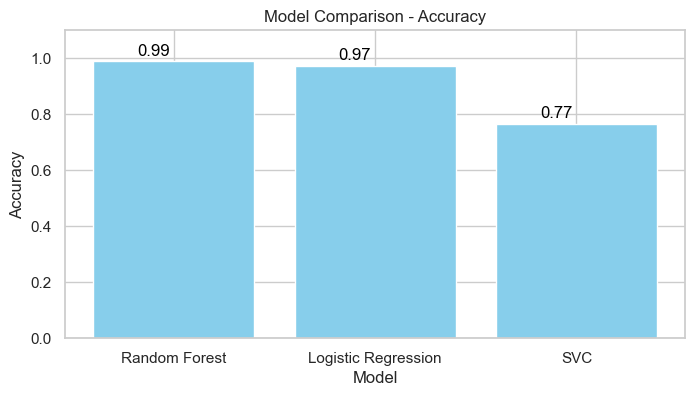 Model Comparison - Accuracy
0.99
0.97
0.77
1.0
0.8
0.6
0.4
0.2
0.0
Accuracy
Random Forest
Logistic Regression
SVC
Model